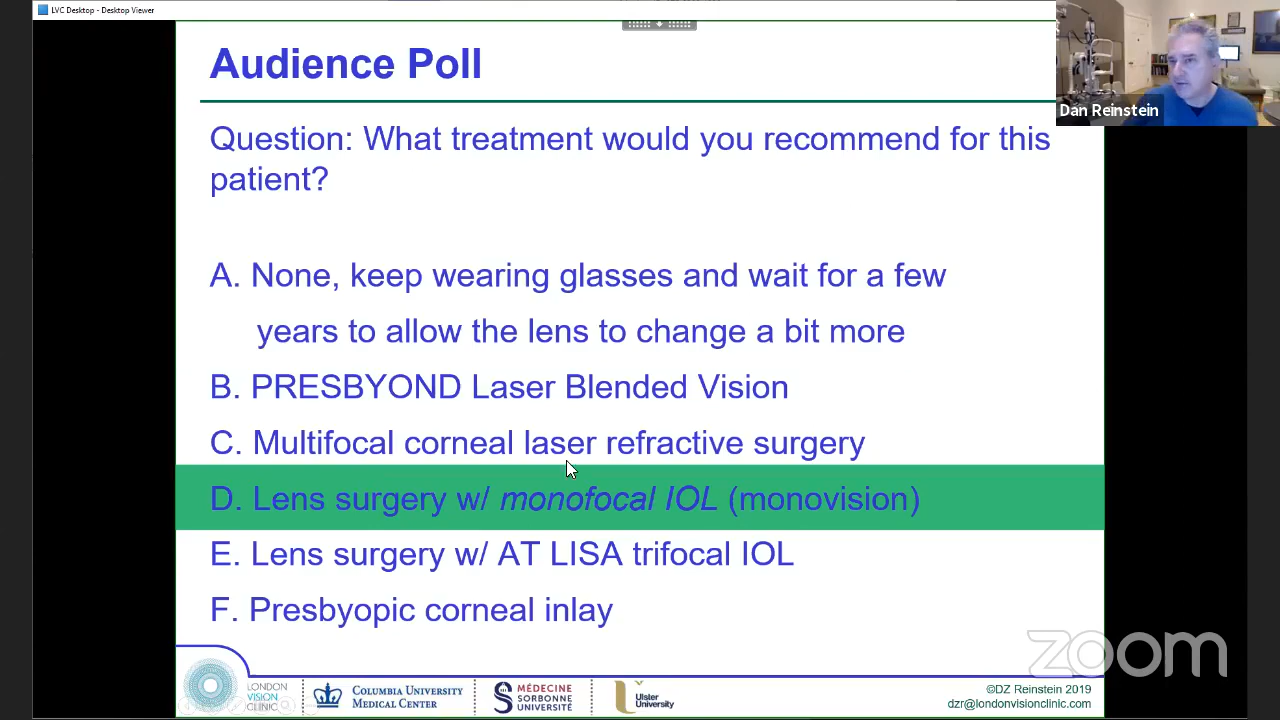 LVC Desktop - Desktop Viewer
Audience Poll
Dan Reinstein
Question: What treatment would you recommend for this
patient?
A. None, keep wearing glasses and wait for a few
years to allow the lens to change a bit more
B. PRESBYOND Laser Blended Vision
C. Multifocal corneal laser refractive surgery
D. Lens surgery w/ monofocal IOL (monovision)
E. Lens surgery w/ AT LISA trifocal IOL
F. Presbyopic corneal inlay
zoom
LONDON
VISION
CLINIC
COLUMBIA UNIVERSITY
MEDICAL CENTER
S
MÉDECINE
SORBONNE
UNIVERSITÉ
Ulster
University
©DZ Reinstein 2019
dzr@londonvisionclinic.com